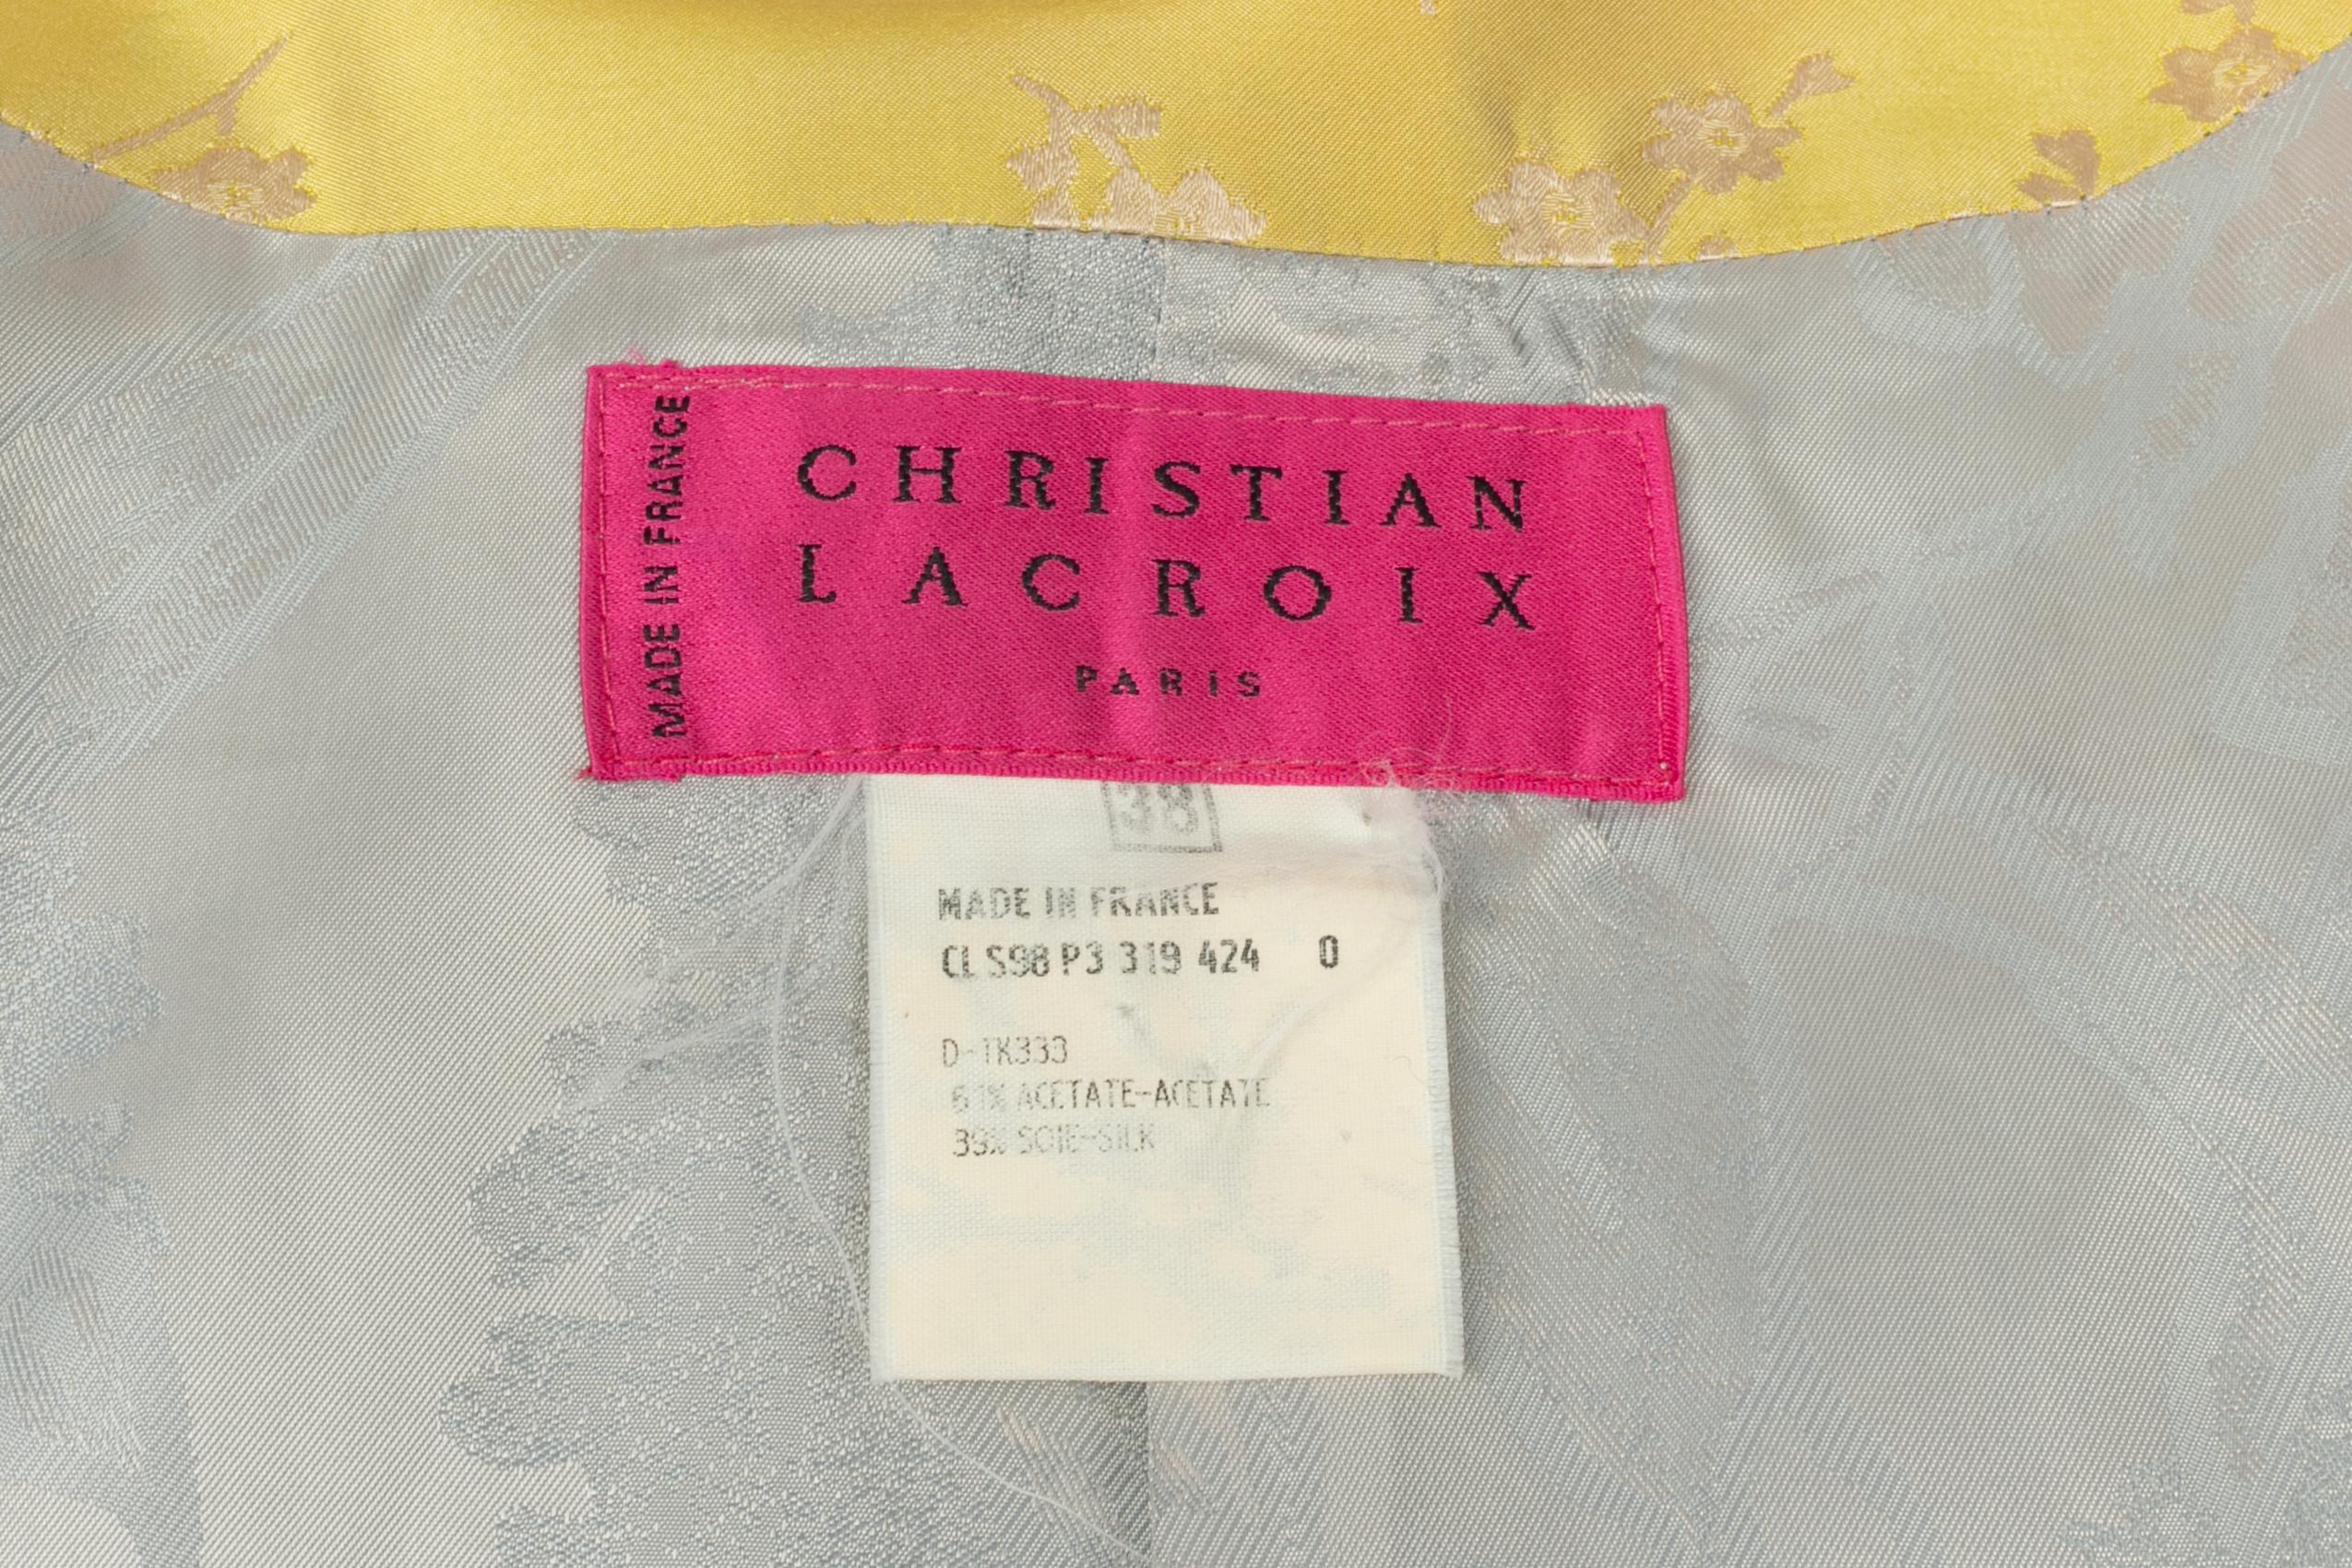 MADE IN FRANCE
CHRISTIAN
LACROIX
PARIS
38
MADE IN FRANCE
CL S98 P3 319 424 0
D-TK333
61% ACETATE-ACETATE
39% SOIE-SILK